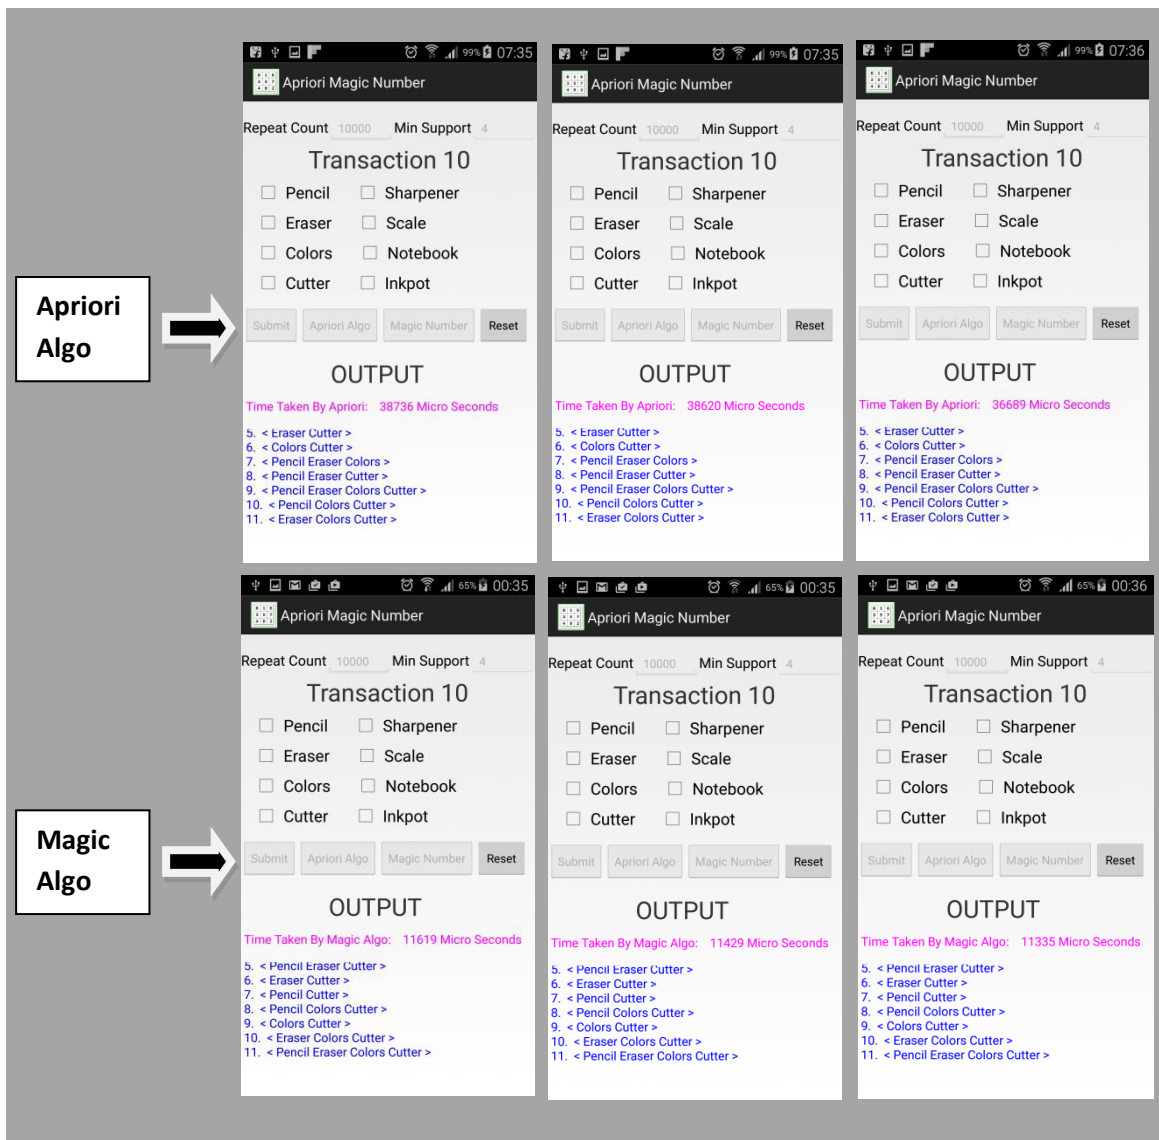 99% 07:35
Apriori Magic Number
Repeat Count 10000 Min Support 4
Transaction 10
Pencil Sharpener
Eraser Scale
Colors Notebook
Cutter Inkpot
Submit Apriori Algo Magic Number Reset
OUTPUT
Time Taken By Apriori: 38736 Micro Seconds
5. < Eraser Cutter >
6. < Colors Cutter >
7. < Pencil Eraser Colors >
8. < Pencil Eraser Cutter >
9. < Pencil Eraser Colors Cutter >
10. < Pencil Colors Cutter >
11. < Eraser Colors Cutter >
99% 07:35
Apriori Magic Number
Repeat Count 10000 Min Support 4
Transaction 10
Pencil Sharpener
Eraser Scale
Colors Notebook
Cutter Inkpot
Submit Apriori Algo Magic Number Reset
OUTPUT
Time Taken By Apriori: 38620 Micro Seconds
5. < Eraser Cutter >
6. < Colors Cutter >
7. < Pencil Eraser Colors >
8. < Pencil Eraser Cutter >
9. < Pencil Eraser Colors Cutter >
10. < Pencil Colors Cutter >
11. < Eraser Colors Cutter >
99% 07:36
Apriori Magic Number
Repeat Count 10000 Min Support 4
Transaction 10
Pencil Sharpener
Eraser Scale
Colors Notebook
Cutter Inkpot
Submit Apriori Algo Magic Number Reset
OUTPUT
Time Taken By Apriori: 36689 Micro Seconds
5. < Eraser Cutter >
6. < Colors Cutter >
7. < Pencil Eraser Colors >
8. < Pencil Eraser Cutter >
9. < Pencil Eraser Colors Cutter >
10. < Pencil Colors Cutter >
11. < Eraser Colors Cutter >
Apriori
Algo
65% 00:35
Apriori Magic Number
Repeat Count 10000 Min Support 4
Transaction 10
Pencil Sharpener
Eraser Scale
Colors Notebook
Cutter Inkpot
Submit Apriori Algo Magic Number Reset
OUTPUT
Time Taken By Magic Algo: 11619 Micro Seconds
5. < Pencil Eraser Cutter >
6. < Eraser Cutter >
7. < Pencil Cutter >
8. < Pencil Colors Cutter >
9. < Colors Cutter >
10. < Eraser Colors Cutter >
11. < Pencil Eraser Colors Cutter >
65% 00:35
Apriori Magic Number
Repeat Count 10000 Min Support 4
Transaction 10
Pencil Sharpener
Eraser Scale
Colors Notebook
Cutter Inkpot
Submit Apriori Algo Magic Number Reset
OUTPUT
Time Taken By Magic Algo: 11429 Micro Seconds
5. < Pencil Eraser Cutter >
6. < Eraser Cutter >
7. < Pencil Cutter >
8. < Pencil Colors Cutter >
9. < Colors Cutter >
10. < Eraser Colors Cutter >
11. < Pencil Eraser Colors Cutter >
65% 00:36
Apriori Magic Number
Repeat Count 10000 Min Support 4
Transaction 10
Pencil Sharpener
Eraser Scale
Colors Notebook
Cutter Inkpot
Submit Apriori Algo Magic Number Reset
OUTPUT
Time Taken By Magic Algo: 11335 Micro Seconds
5. < Pencil Eraser Cutter >
6. < Eraser Cutter >
7. < Pencil Cutter >
8. < Pencil Colors Cutter >
9. < Colors Cutter >
10. < Eraser Colors Cutter >
11. < Pencil Eraser Colors Cutter >
Magic
Algo